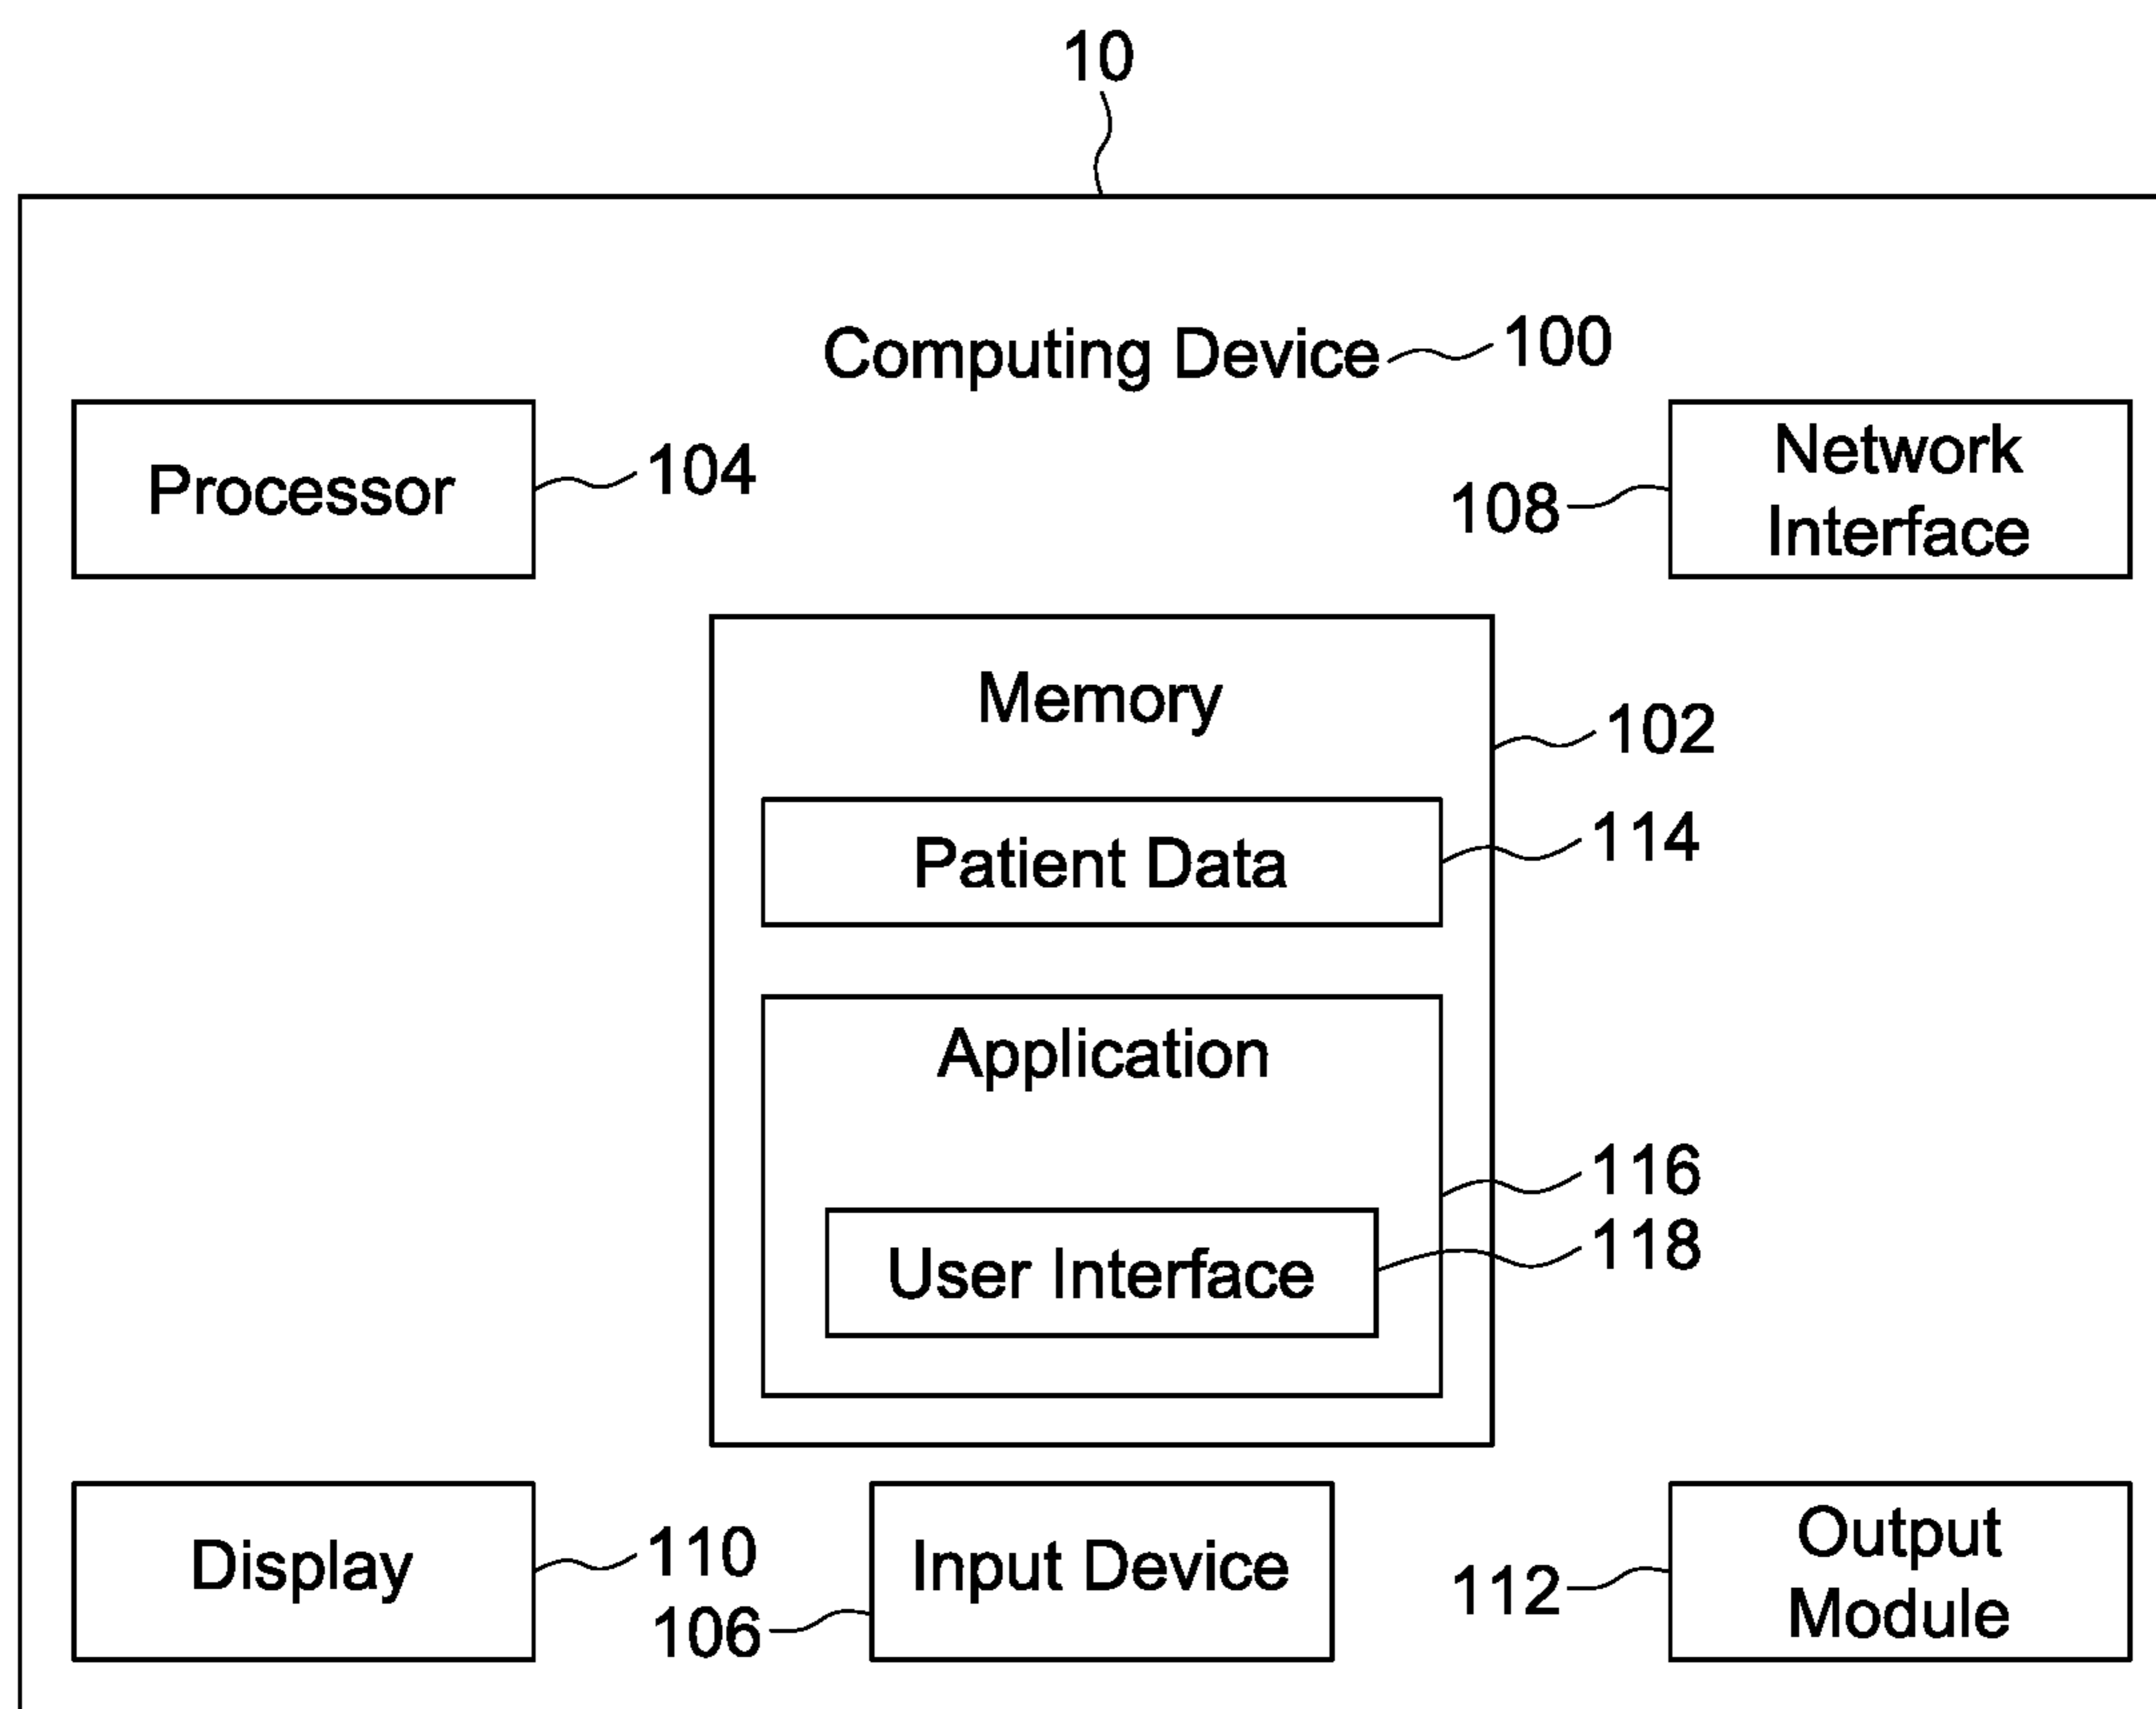 10
Computing Device 100
Processor 104
108 Network
Interface
Memory
102
Patient Data 114
Application
116
User Interface 118
Display 110
106 Input Device
112 Output
Module